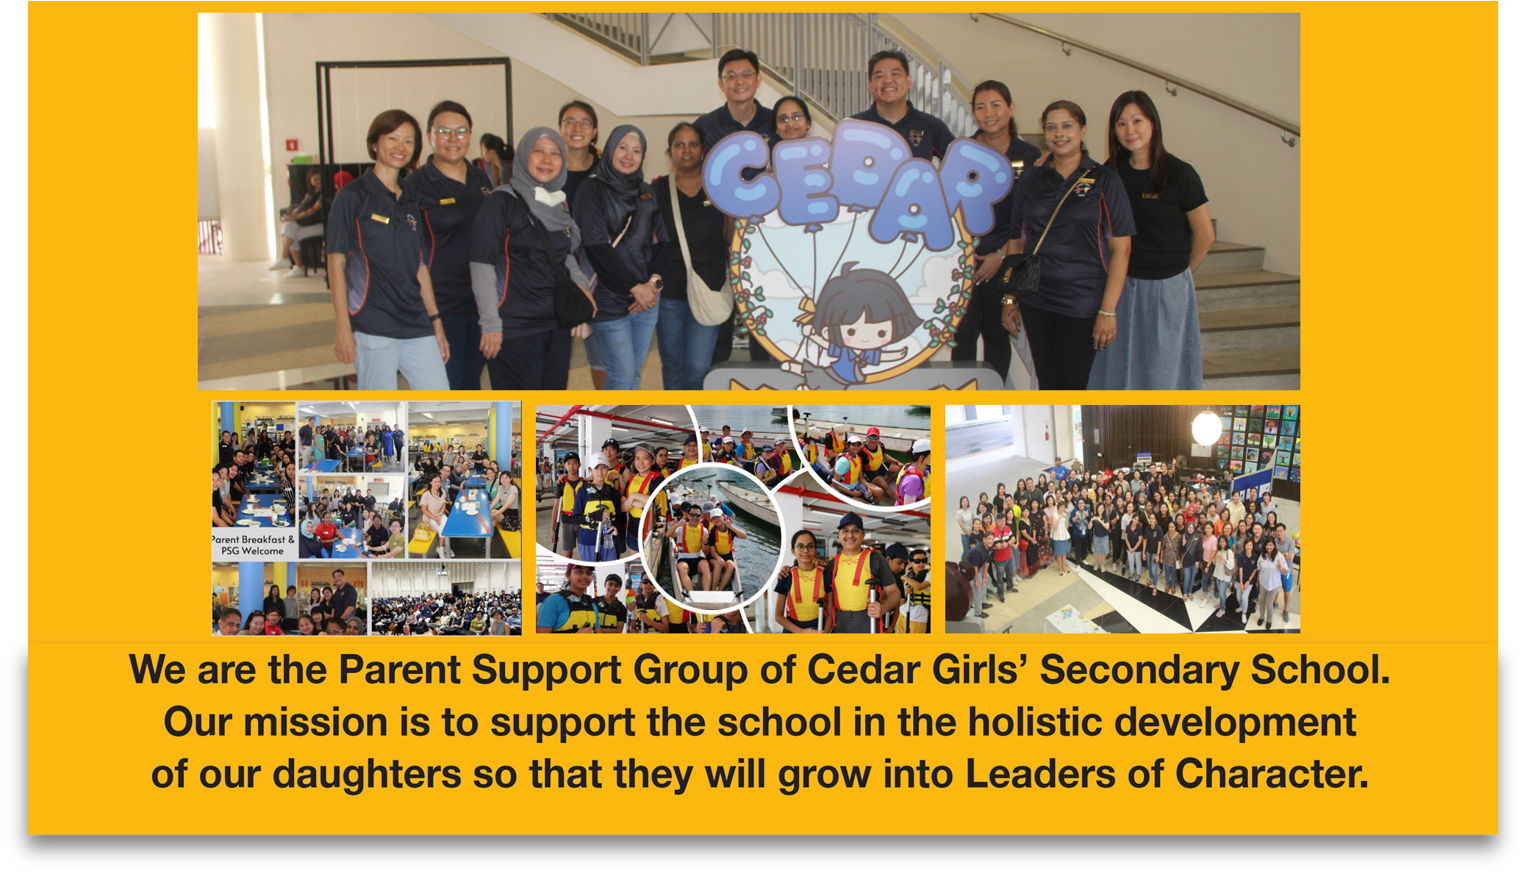 CEDAR
Parent Breakfast &
PSG Welcome
We are the Parent Support Group of Cedar Girls’ Secondary School.
Our mission is to support the school in the holistic development
of our daughters so that they will grow into Leaders of Character.